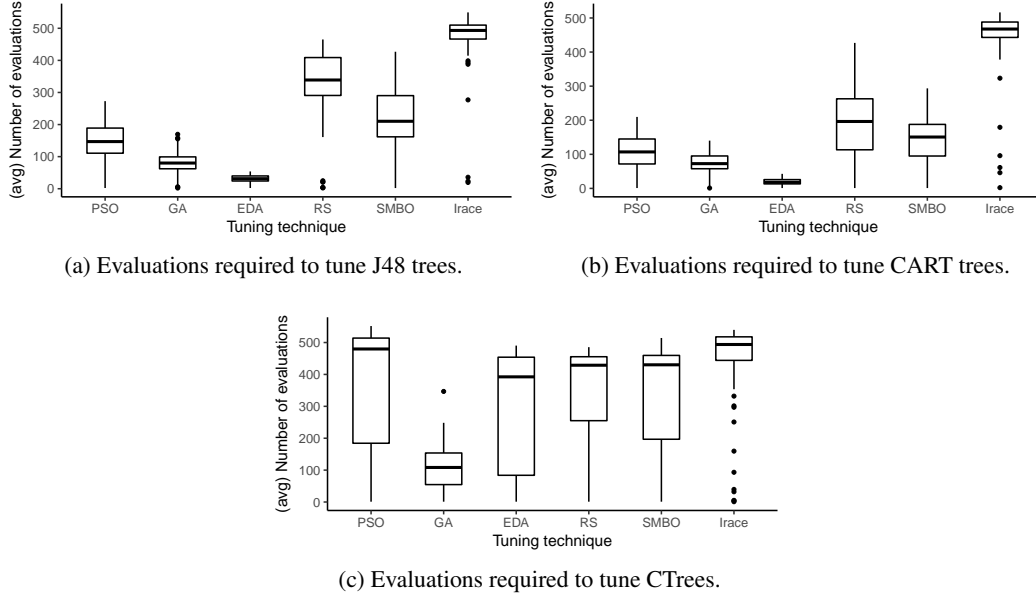 (avg) Number of evaluations
500
400
300
200
100
0
PSO GA EDA RS SMBO Irace
Tuning technique
(a) Evaluations required to tune J48 trees.
(avg) Number of evaluations
500
400
300
200
100
0
PSO GA EDA RS SMBO Irace
Tuning technique
(b) Evaluations required to tune CART trees.
(avg) Number of evaluations
500
400
300
200
100
0
PSO GA EDA RS SMBO Irace
Tuning technique
(c) Evaluations required to tune CTrees.